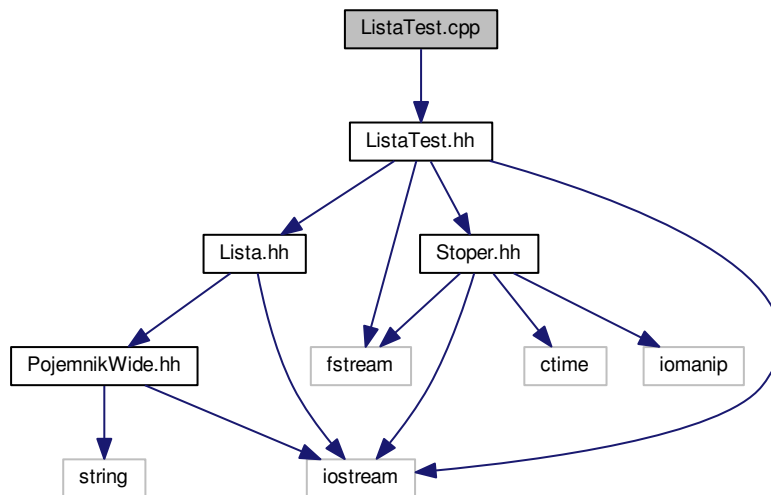 ListaTest.cpp
ListaTest.hh
Lista.hh
Stoper.hh
PojemnikWide.hh
fstream
ctime
iomanip
string
iostream